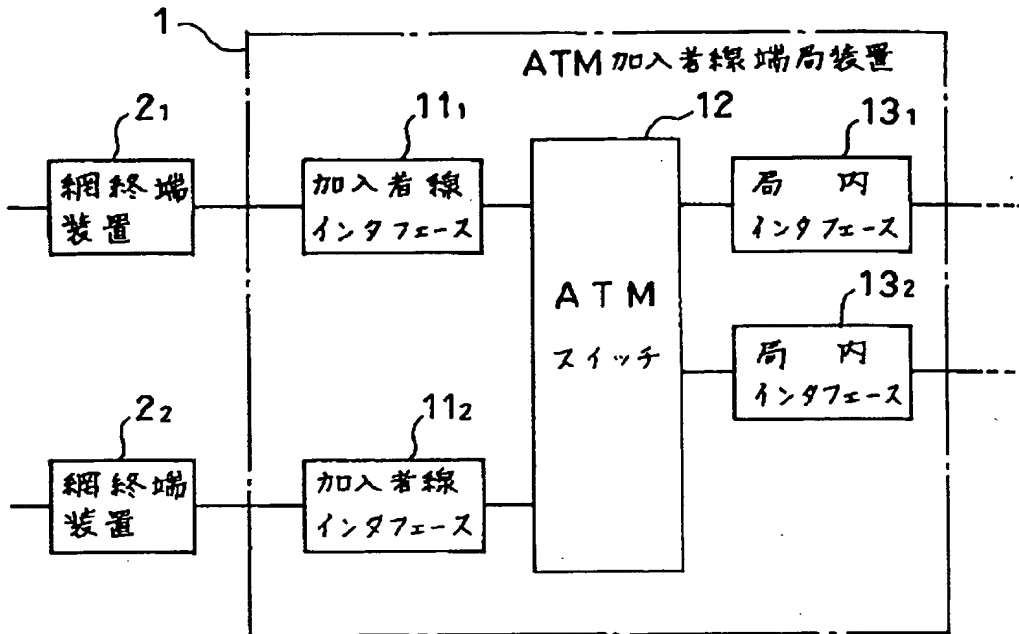 1
ATM加入者線端局装置
2₁
11₁
12
13₁
網終端
装置
加入者線
インタフェース
局内
インタフェース
ATM
スイッチ
13₂
局内
インタフェース
2₂
11₂
網終端
装置
加入者線
インタフェース